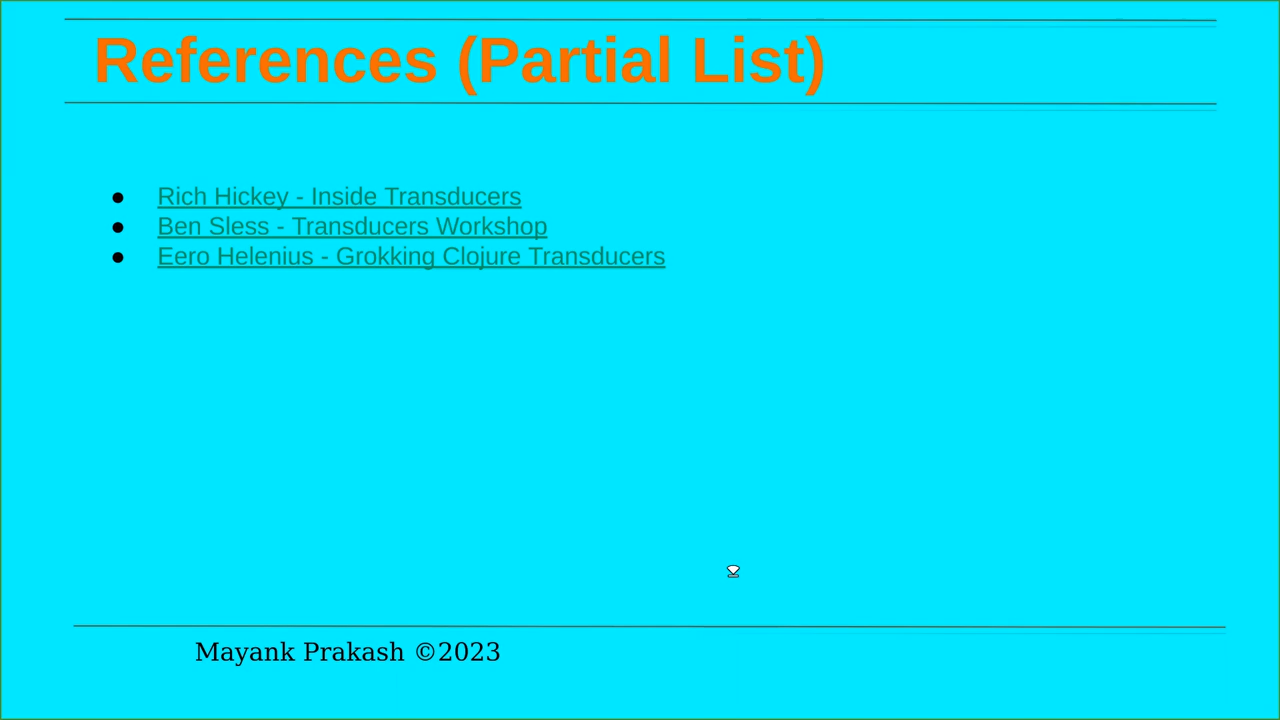 References (Partial List)
● Rich Hickey - Inside Transducers
● Ben Sless - Transducers Workshop
● Eero Helenius - Grokking Clojure Transducers
Mayank Prakash ©2023